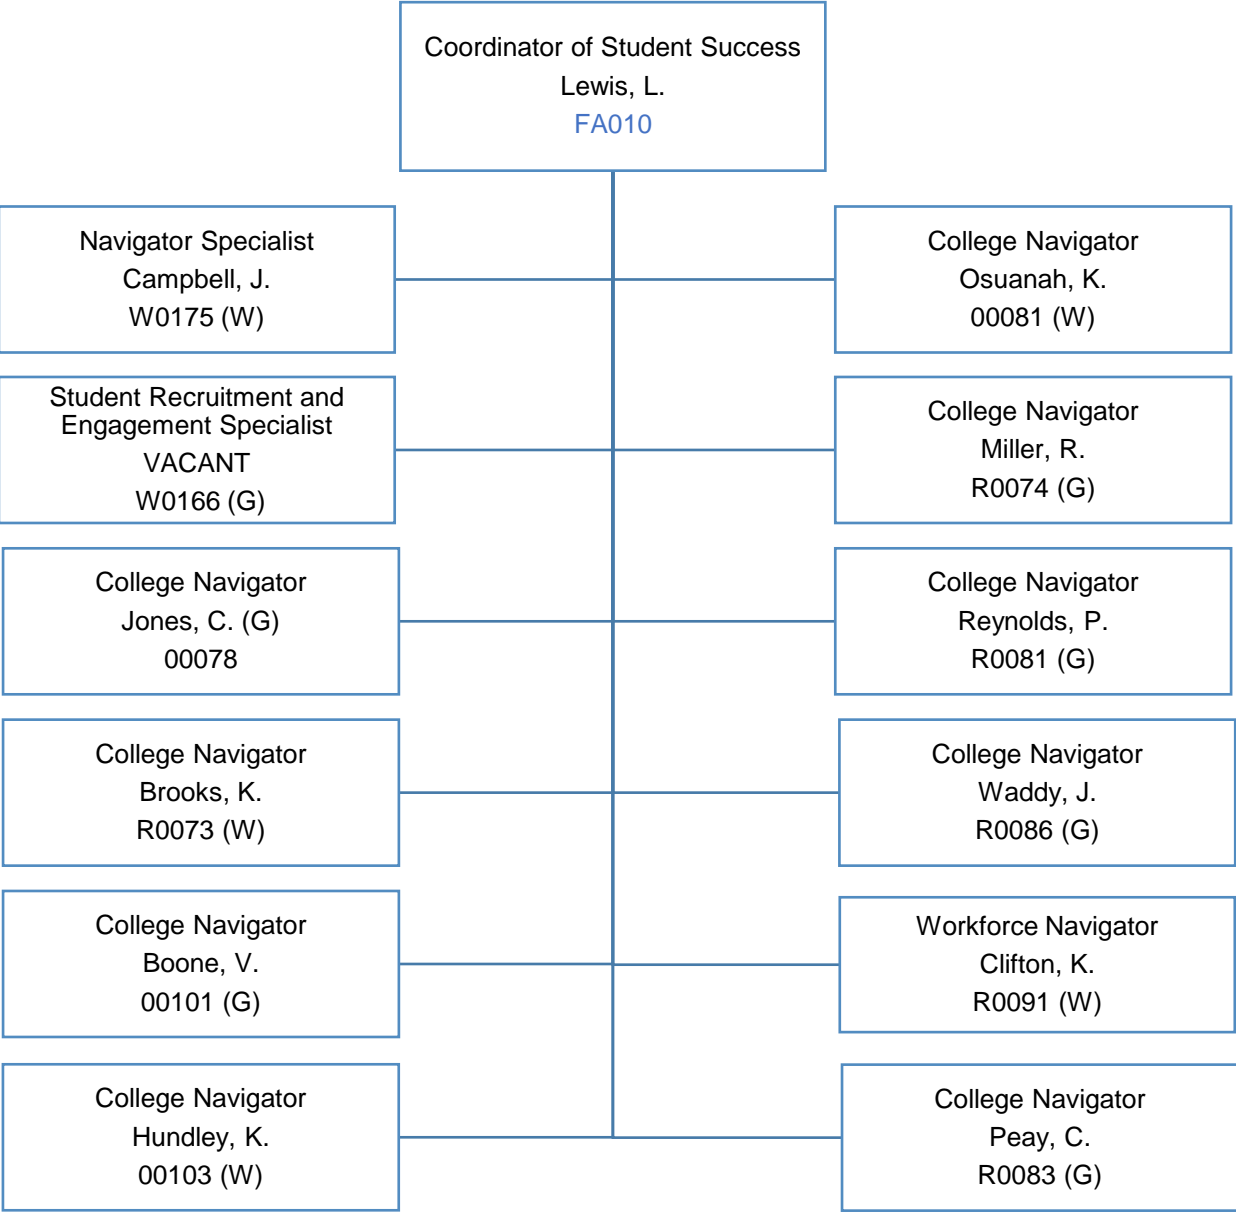 Coordinator of Student Success
Lewis, L.
FA010
Navigator Specialist
Campbell, J.
W0175 (W)
College Navigator
Osuanah, K.
00081 (W)
Student Recruitment and
Engagement Specialist
VACANT
W0166 (G)
College Navigator
Miller, R.
R0074 (G)
College Navigator
Jones, C. (G)
00078
College Navigator
Reynolds, P.
R0081 (G)
College Navigator
Brooks, K.
R0073 (W)
College Navigator
Waddy, J.
R0086 (G)
College Navigator
Boone, V.
00101 (G)
Workforce Navigator
Clifton, K.
R0091 (W)
College Navigator
Hundley, K.
00103 (W)
College Navigator
Peay, C.
R0083 (G)